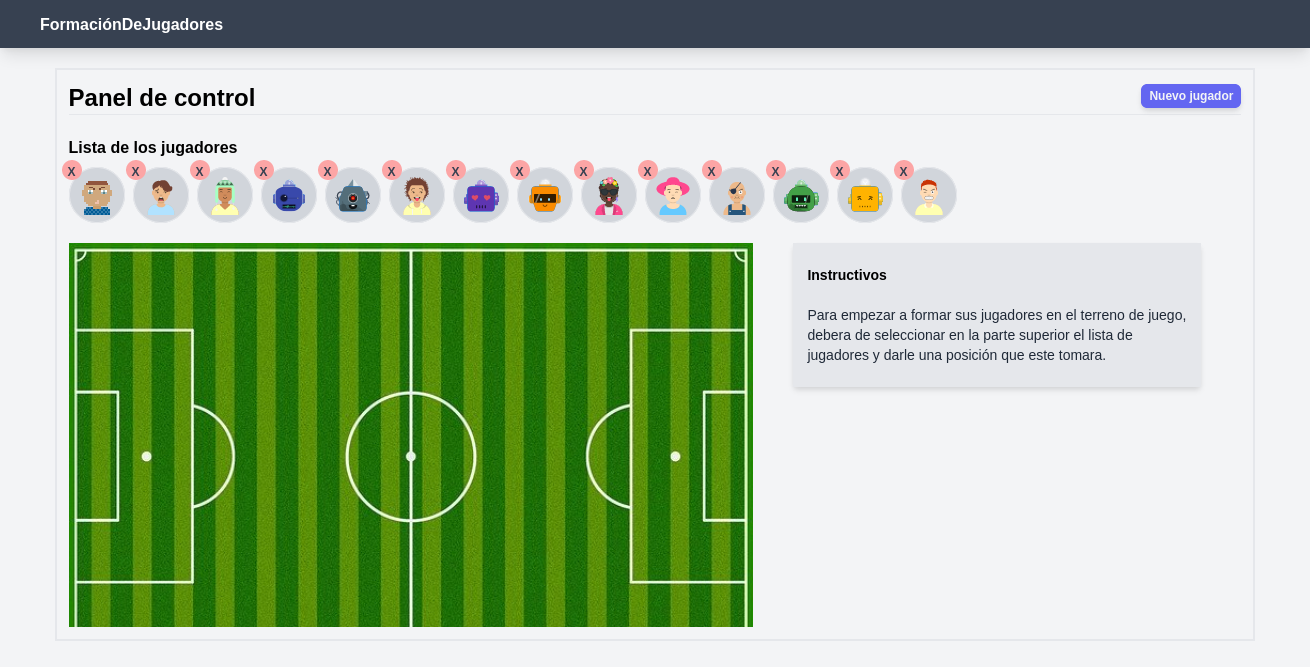 FormaciónDeJugadores
Panel de control
Nuevo jugador
Lista de los jugadores
X X X X X X X X X X X X X X
Instructivos
Para empezar a formar sus jugadores en el terreno de juego,
debera de seleccionar en la parte superior el lista de
jugadores y darle una posición que este tomara.